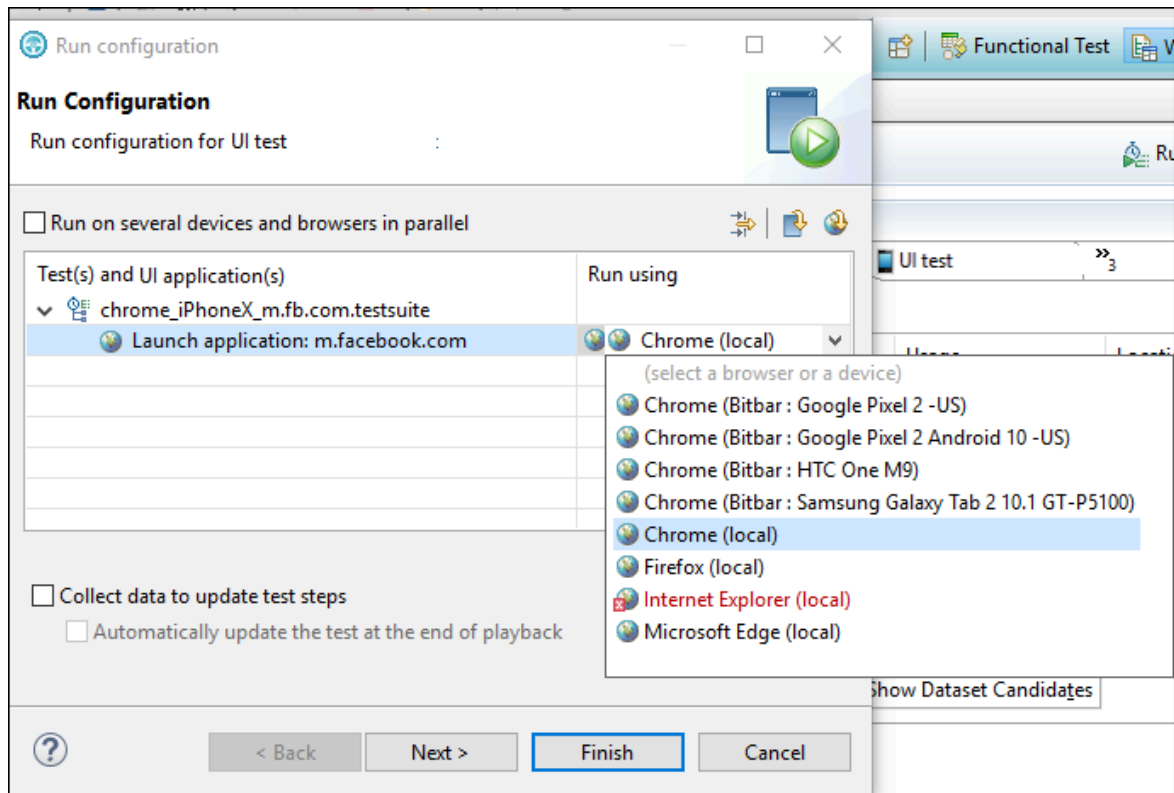 Run configuration
Functional Test
Run Configuration
Run configuration for UI test :
Run on several devices and browsers in parallel
Test(s) and UI application(s)
Run using
UI test
»3
chrome_iPhoneX_m.fb.com.testsuite
Launch application: m.facebook.com
Chrome (local)
(select a browser or a device)
Chrome (Bitbar : Google Pixel 2 -US)
Chrome (Bitbar : Google Pixel 2 Android 10 -US)
Chrome (Bitbar : HTC One M9)
Chrome (Bitbar : Samsung Galaxy Tab 2 10.1 GT-P5100)
Chrome (local)
Firefox (local)
Internet Explorer (local)
Microsoft Edge (local)
Collect data to update test steps
Automatically update the test at the end of playback
Show Dataset Candidates
?
< Back
Next >
Finish
Cancel